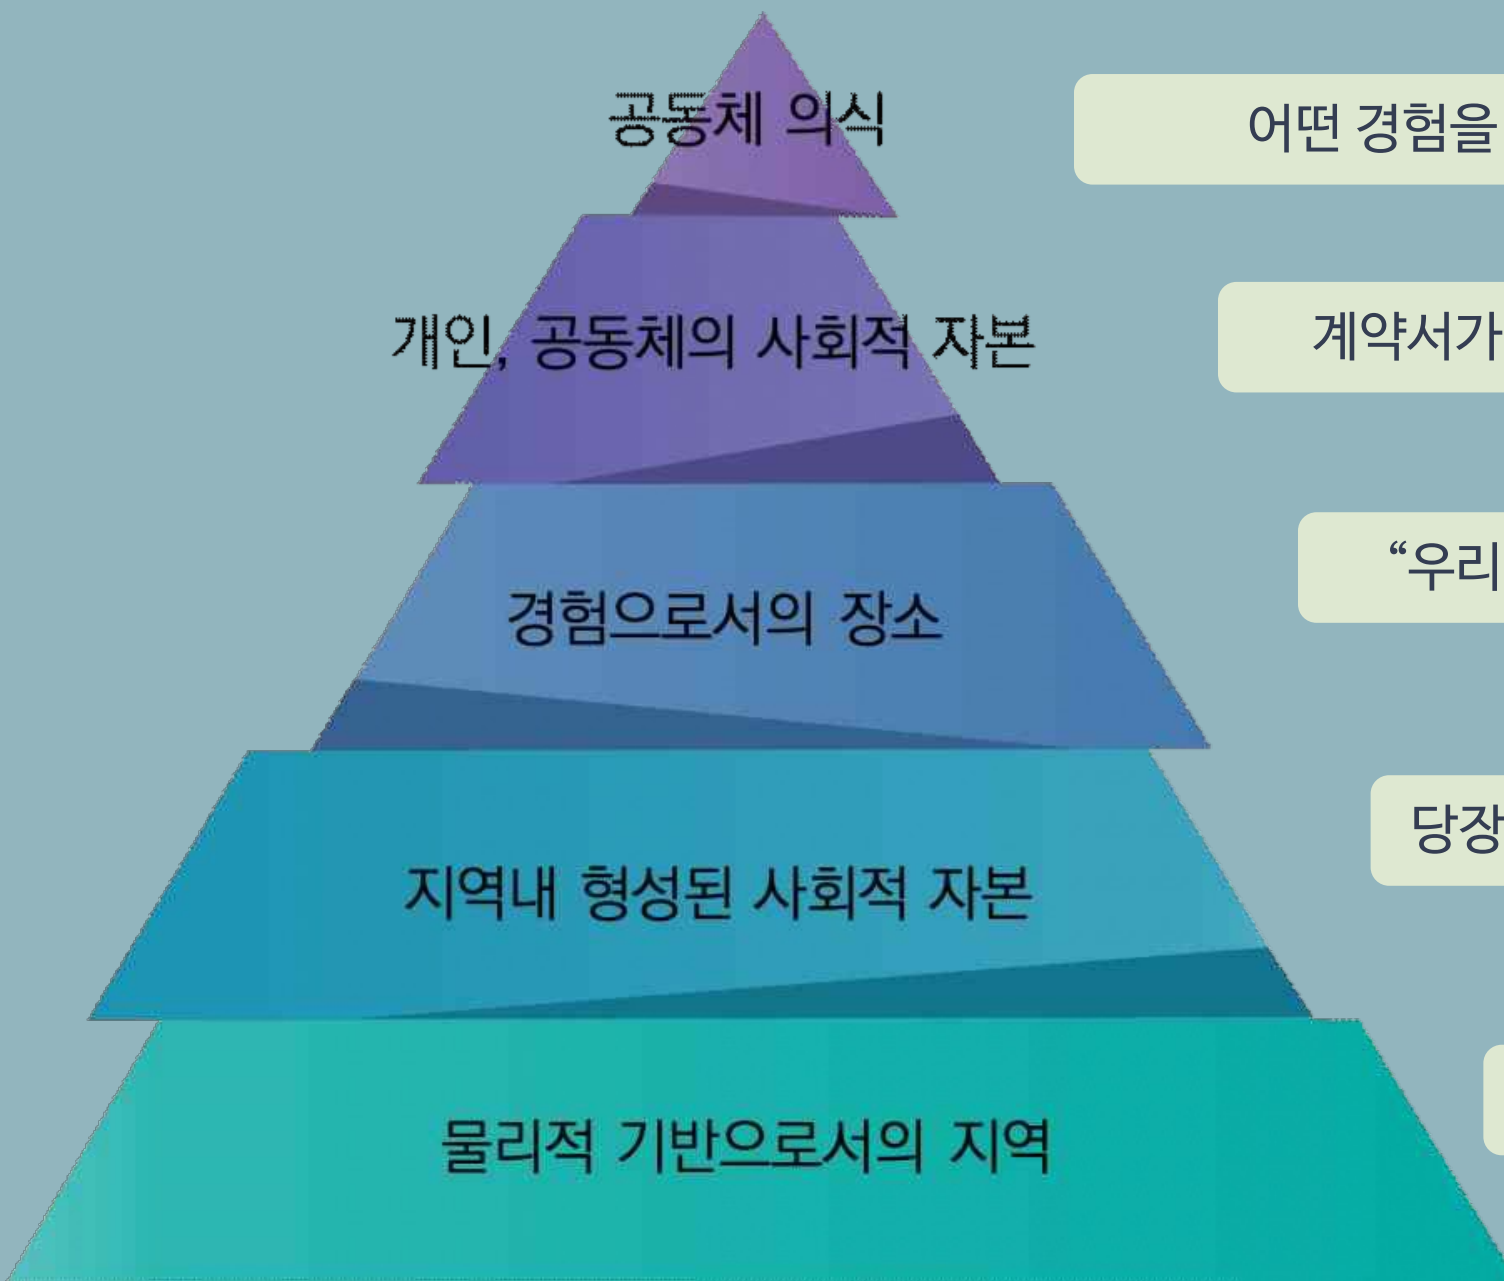 공동체 의식
어떤 경험을
개인, 공동체의 사회적 자본
계약서가
“우리
경험으로서의 장소
당장
지역내 형성된 사회적 자본
물리적 기반으로서의 지역